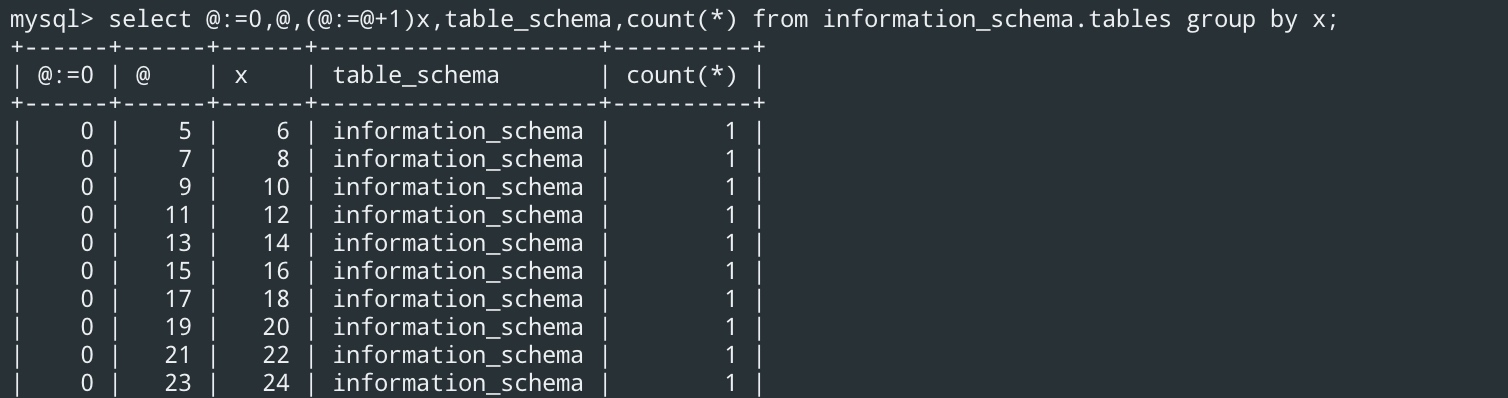 mysql> select @:=0,@,(@:=@+1)x,table_schema,count(*) from information_schema.tables group by x;
+------+------+------+--------------------+----------+
| @:=0 | @    | x    | table_schema       | count(*) |
+------+------+------+--------------------+----------+
|    0 |    5 |    6 | information_schema |        1 |
|    0 |    7 |    8 | information_schema |        1 |
|    0 |    9 |   10 | information_schema |        1 |
|    0 |   11 |   12 | information_schema |        1 |
|    0 |   13 |   14 | information_schema |        1 |
|    0 |   15 |   16 | information_schema |        1 |
|    0 |   17 |   18 | information_schema |        1 |
|    0 |   19 |   20 | information_schema |        1 |
|    0 |   21 |   22 | information_schema |        1 |
|    0 |   23 |   24 | information_schema |        1 |